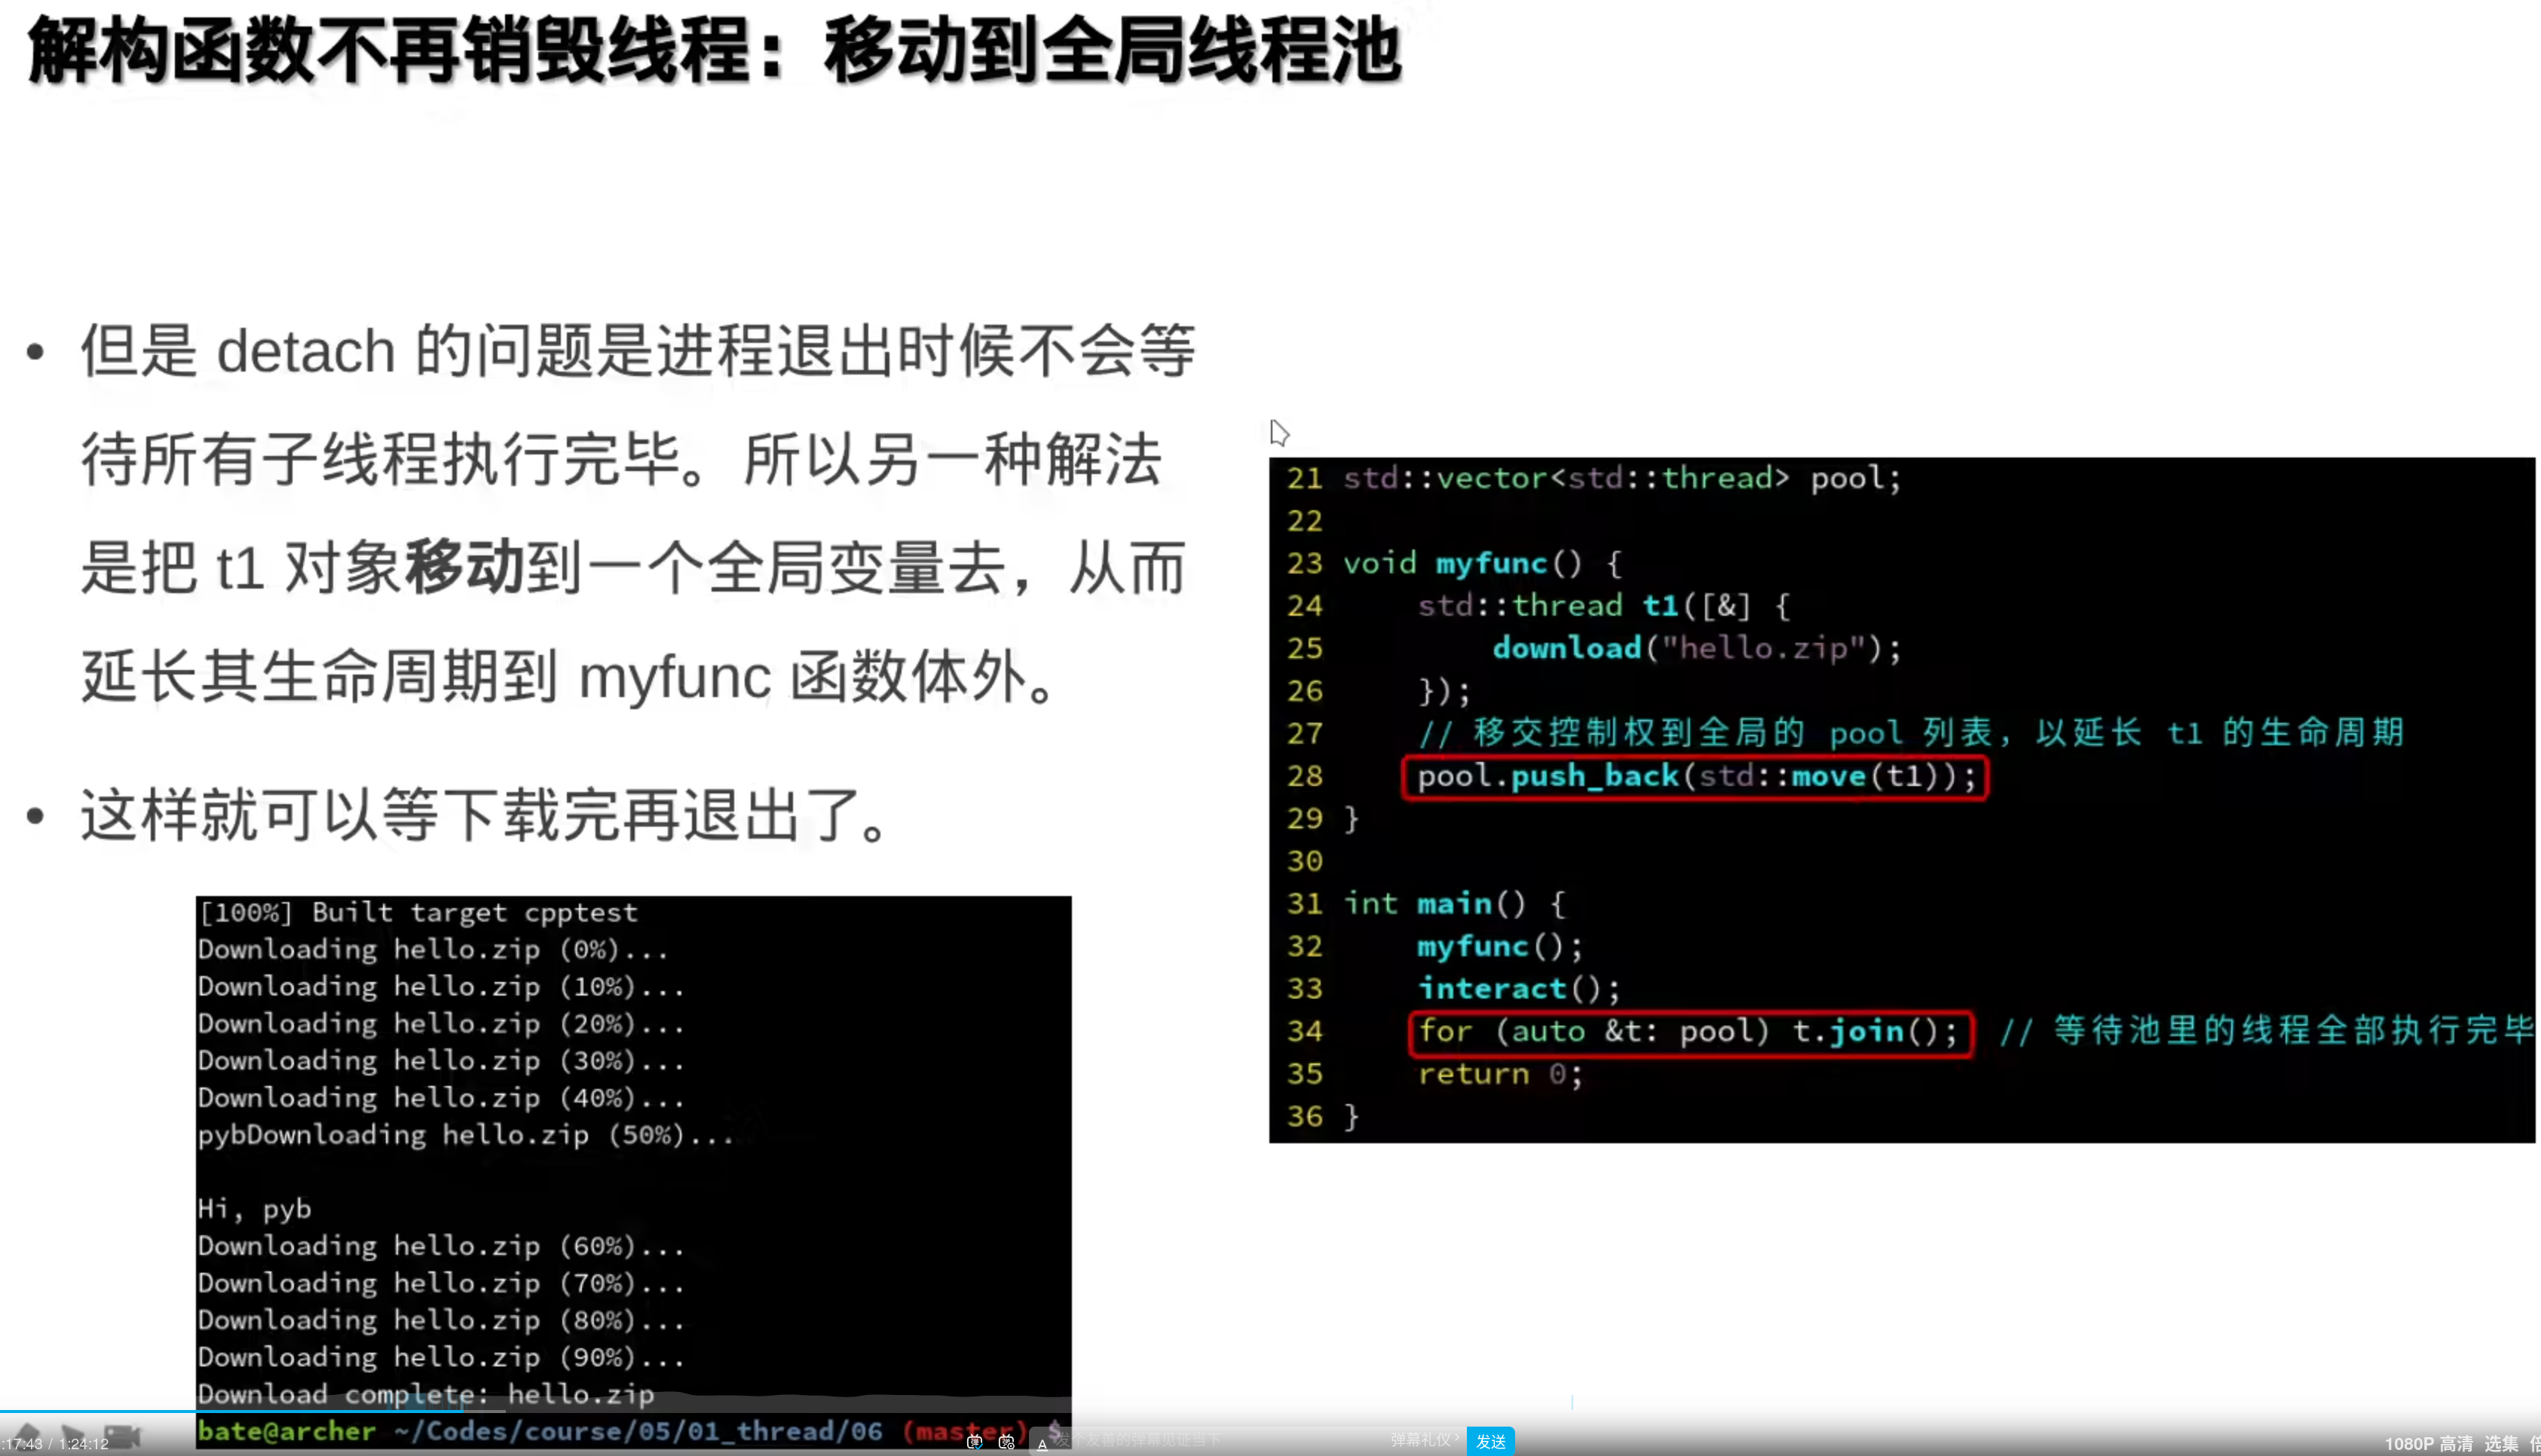 解构函数不再销毁线程：移动到全局线程池
• 但是 detach 的问题是进程退出时候不会等
待所有子线程执行完毕。所以另一种解法
是把 t1 对象移动到一个全局变量去，从而
延长其生命周期到 myfunc 函数体外。
• 这样就可以等下载完再退出了。
[100%] Built target cpptest
Downloading hello.zip (0%)...
Downloading hello.zip (10%)...
Downloading hello.zip (20%)...
Downloading hello.zip (30%)...
Downloading hello.zip (40%)...
pybDownloading hello.zip (50%)...
Hi, pyb
Downloading hello.zip (60%)...
Downloading hello.zip (70%)...
Downloading hello.zip (80%)...
Downloading hello.zip (90%)...
Download complete: hello.zip
bate@archer ~/Codes/course/05/01_thread/06 (master) $
21 std::vector<std::thread> pool;
22
23 void myfunc() {
24     std::thread t1([&] {
25         download("hello.zip");
26     });
27     // 移交控制权到全局的 pool 列表，以延长 t1 的生命周期
28     pool.push_back(std::move(t1));
29 }
30
31 int main() {
32     myfunc();
33     interact();
34     for (auto &t: pool) t.join(); // 等待池里的线程全部执行完毕
35     return 0;
36 }
:17:43 / 1:24:12
发个友善的弹幕见证当下
弹幕礼仪 >
发送
1080P 高清
选集